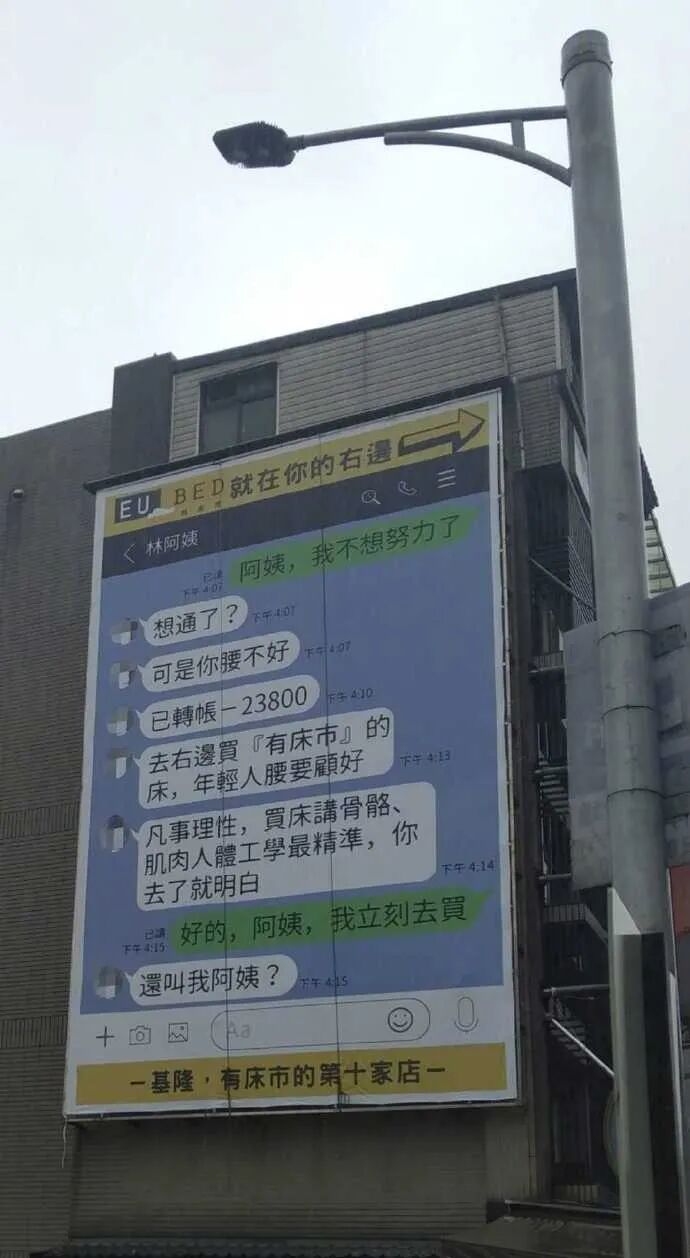 EU BED 就在你的右邊
林阿姨
阿姨，我不想努力了
已讀
下午 4:07
想通了？
下午 4:07
可是你腰不好
下午 4:07
已轉帳－23800
下午 4:10
去右邊買『有床市』的
床，年輕人腰要顧好
下午 4:13
凡事理性，買床講骨骼、
肌肉人體工學最精準，你
去了就明白
下午 4:14
好的，阿姨，我立刻去買
已讀
下午 4:15
還叫我阿姨？
下午 4:15
Aa
－基隆，有床市的第十家店－